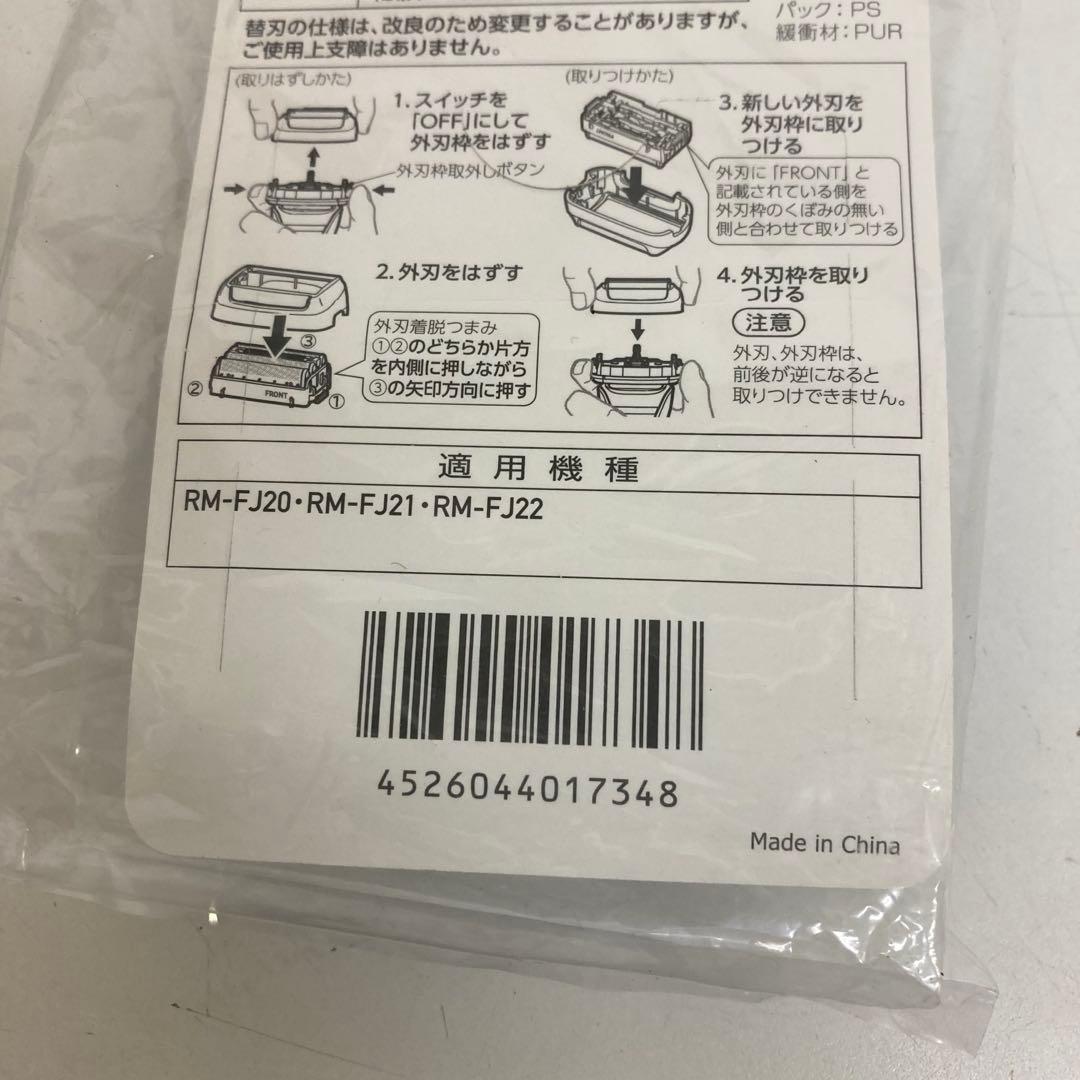 替刃の仕様は、改良のため変更することがありますが、
ご使用上支障はありません。
パック：PS
緩衝材：PUR
(取りはずしかた)
1. スイッチを
「OFF」にして
外刃枠をはずす
外刃枠取外しボタン
2. 外刃をはずす
外刃着脱つまみ
①②のどちらか片方
を内側に押しながら
③の矢印方向に押す
③
②
FRONT
①
(取りつけかた)
3. 新しい外刃を
外刃枠に取り
つける
外刃に「FRONT」と
記載されている側を
外刃枠のくぼみの無い
側と合わせて取りつける
4. 外刃枠を取り
つける
注意
外刃、外刃枠は、
前後が逆になると
取りつけできません。
適用機種
RM-FJ20・RM-FJ21・RM-FJ22
4526044017348
Made in China